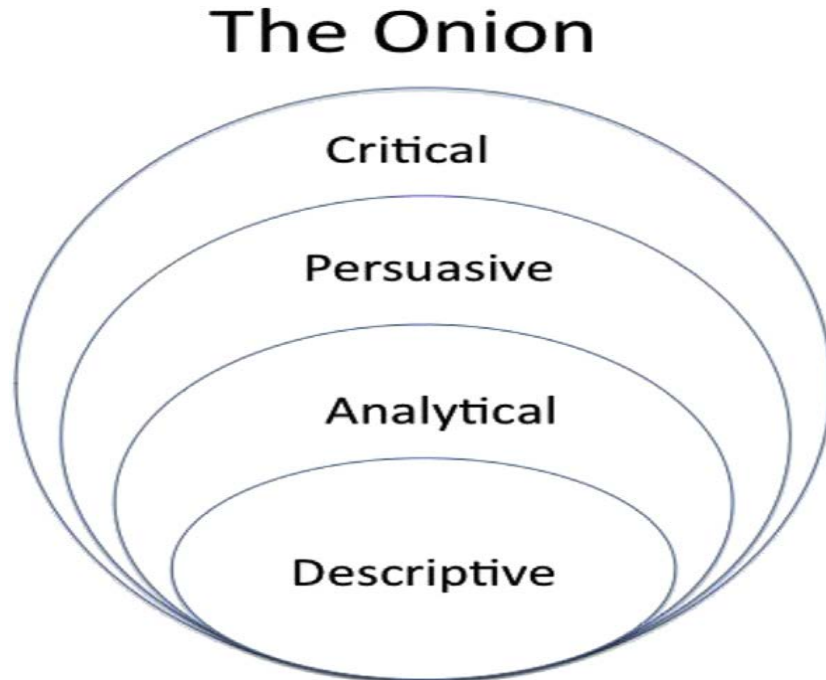 The Onion
Critical
Persuasive
Analytical
Descriptive